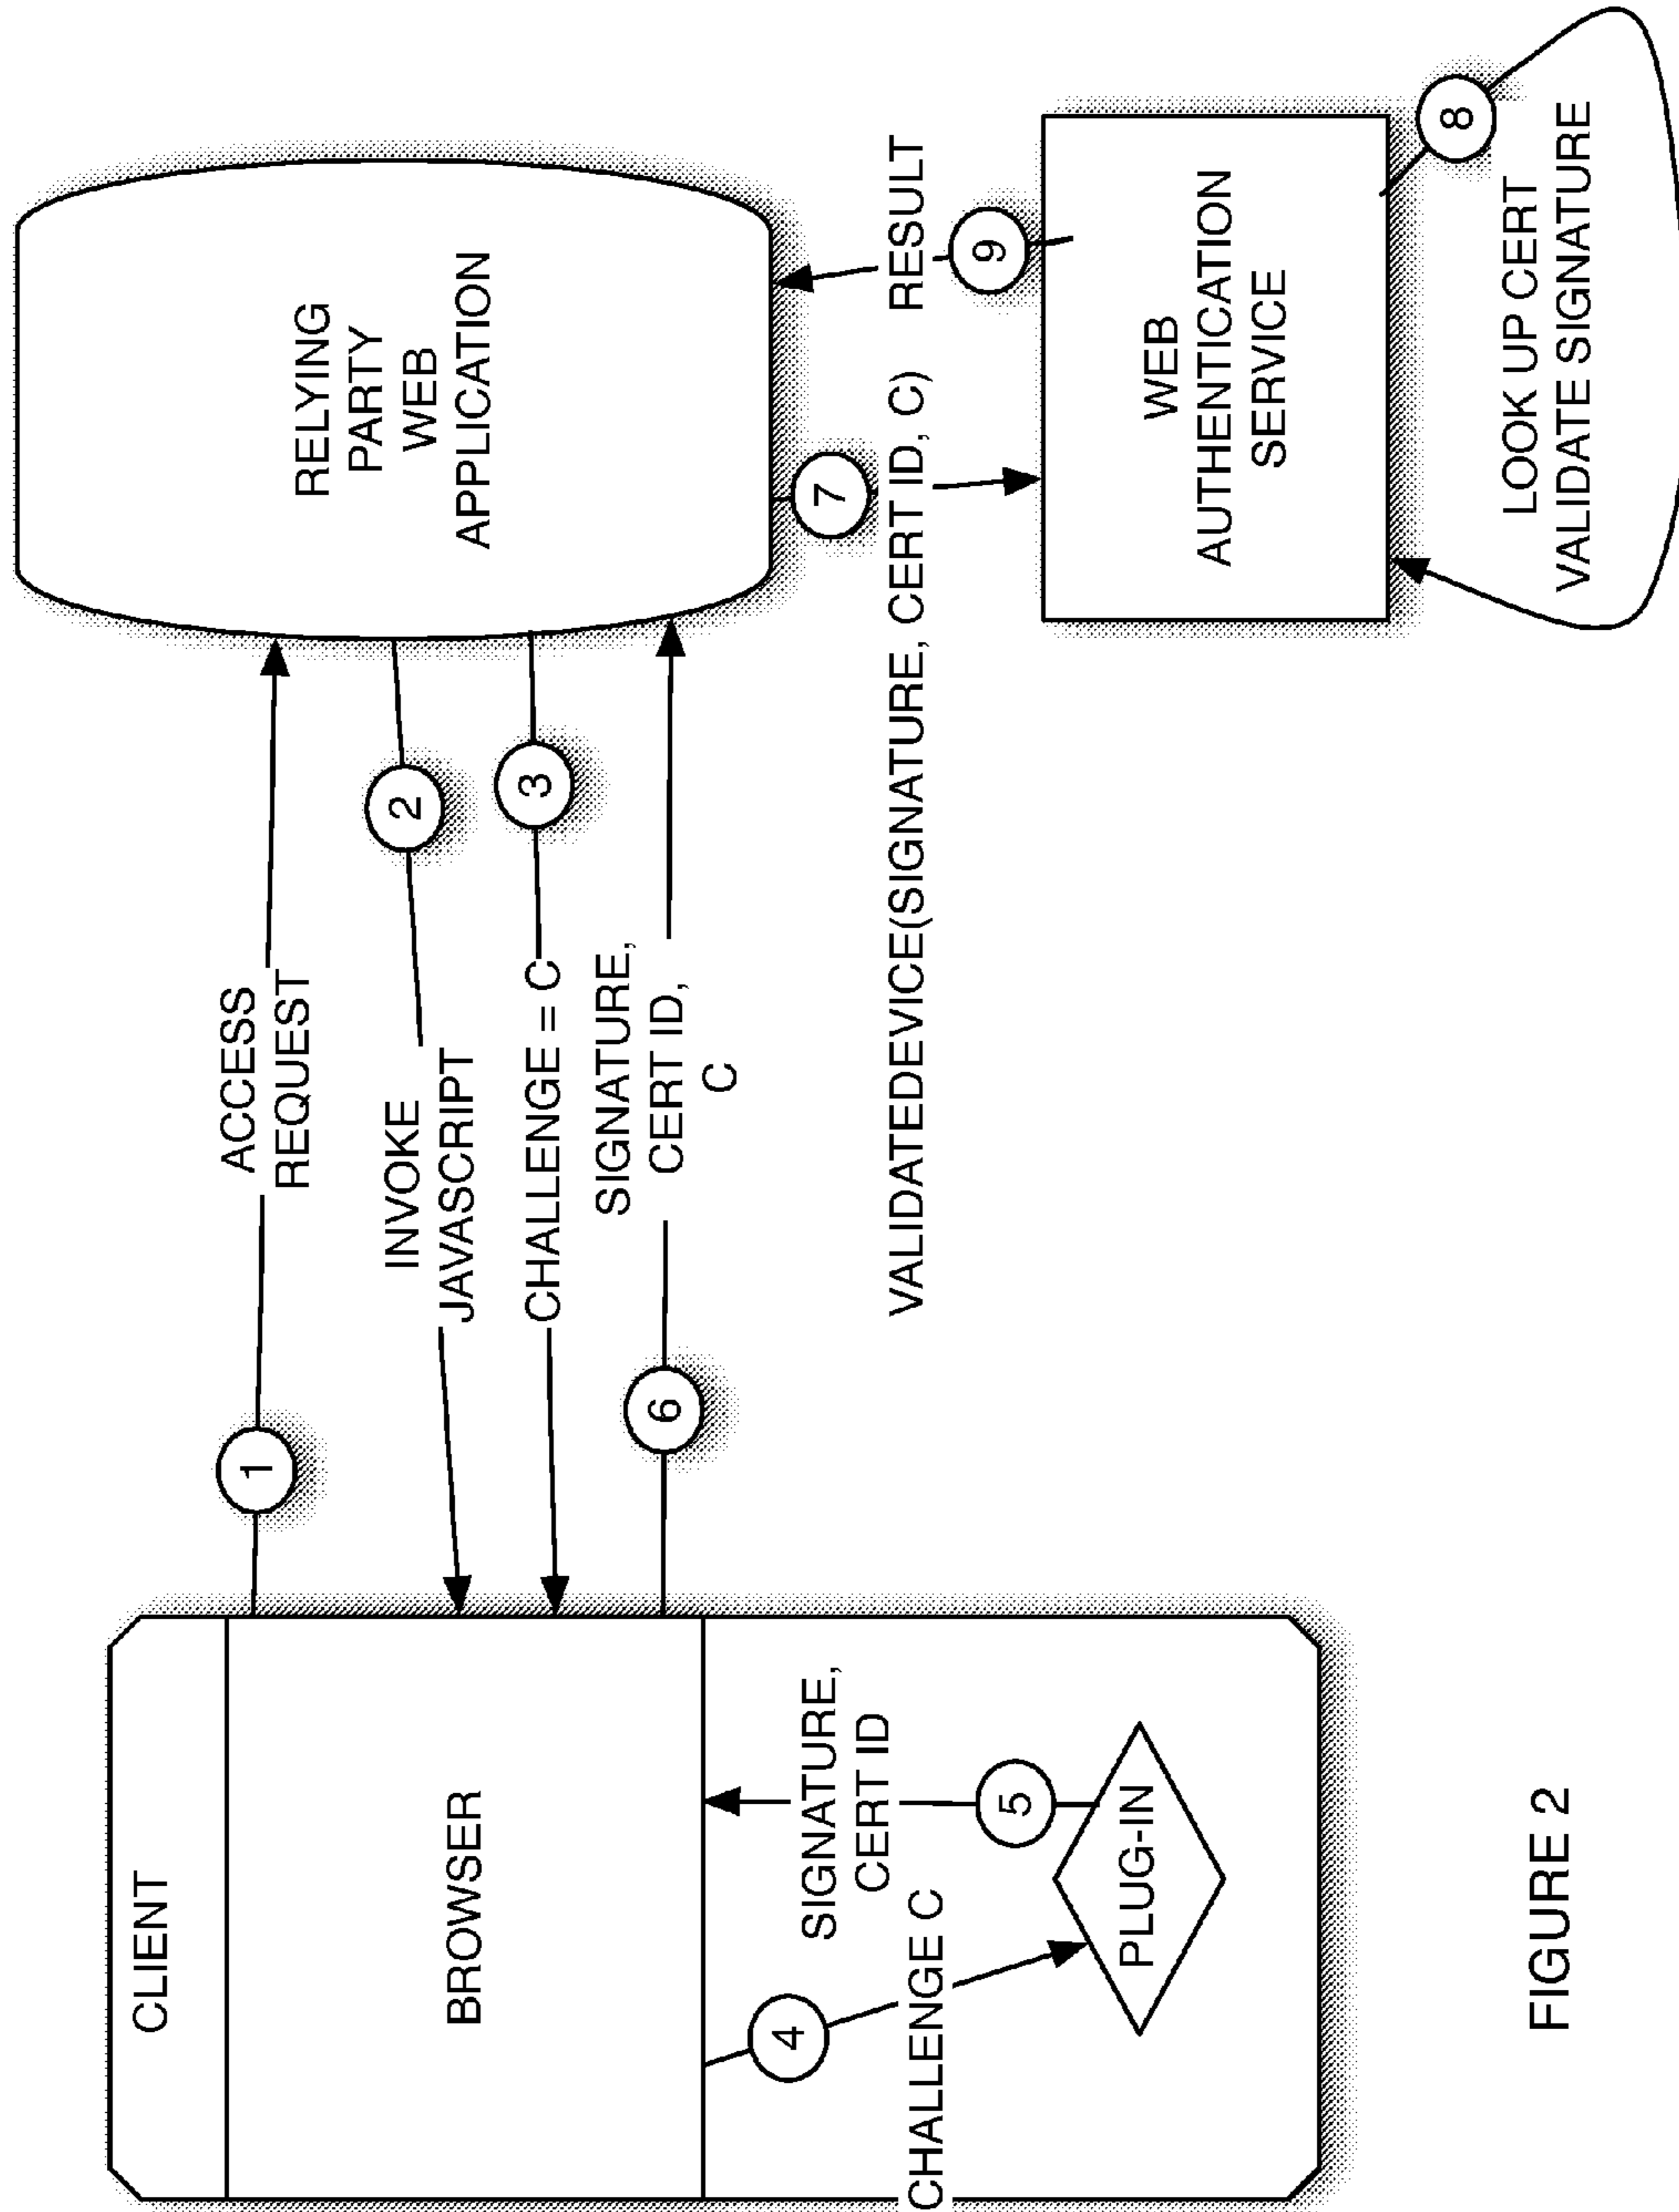 CLIENT
BROWSER
4
CHALLENGE C
SIGNATURE,
CERT ID
5
PLUG-IN
1
ACCESS
REQUEST
2
INVOKE
JAVASCRIPT
3
CHALLENGE = C
6
SIGNATURE,
CERT ID,
C
RELYING
PARTY
WEB
APPLICATION
7
VALIDATEDEVICE(SIGNATURE, CERT ID, C)
RESULT
9
WEB
AUTHENTICATION
SERVICE
8
LOOK UP CERT
VALIDATE SIGNATURE
FIGURE 2